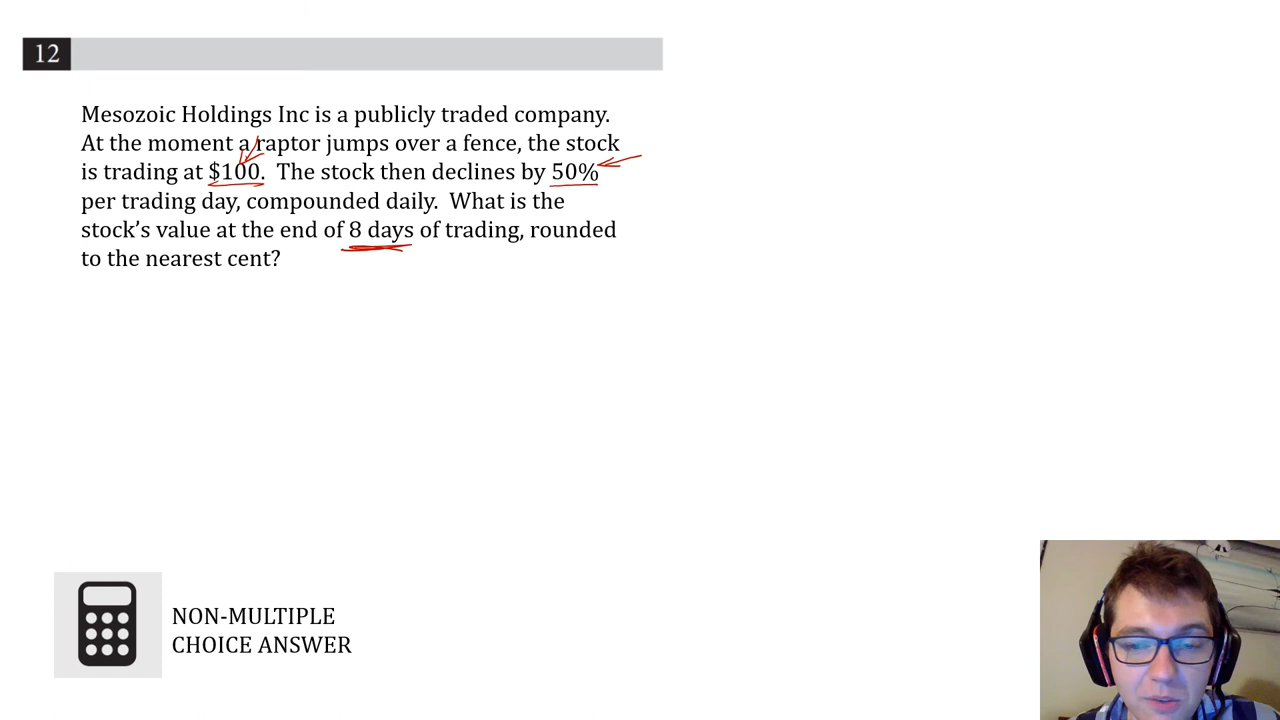 12
Mesozoic Holdings Inc is a publicly traded company.
At the moment a raptor jumps over a fence, the stock
is trading at $100. The stock then declines by 50%
per trading day, compounded daily. What is the
stock's value at the end of 8 days of trading, rounded
to the nearest cent?
NON-MULTIPLE
CHOICE ANSWER